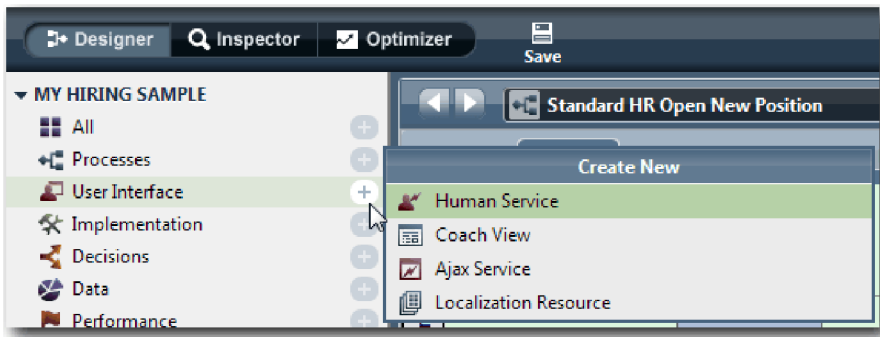 Designer Inspector Optimizer
Save
MY HIRING SAMPLE
Standard HR Open New Position
All
Processes
Create New
User Interface
Human Service
Implementation
Coach View
Decisions
Ajax Service
Data
Localization Resource
Performance